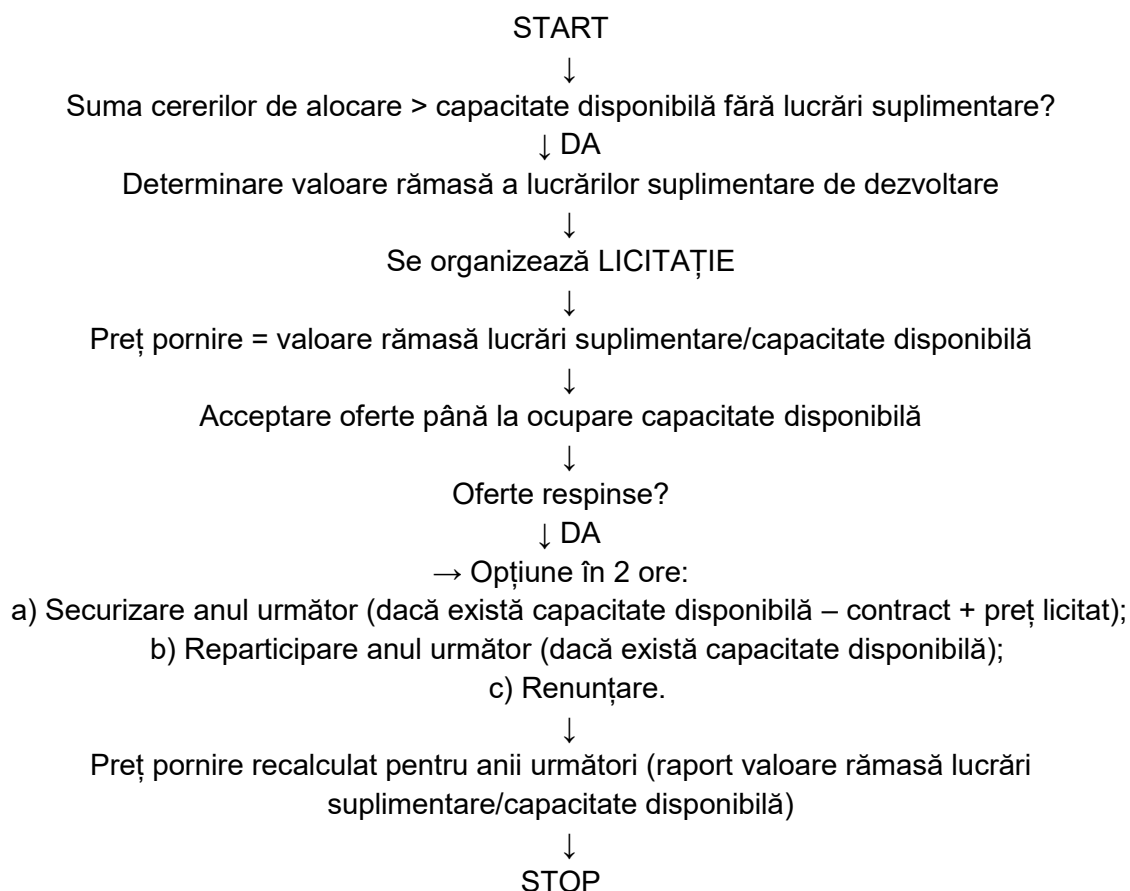 START
↓
Suma cererilor de alocare > capacitate disponibilă fără lucrări suplimentare?
↓ DA
Determinare valoare rămasă a lucrărilor suplimentare de dezvoltare
↓
Se organizează LICITAȚIE
↓
Preț pornire = valoare rămasă lucrări suplimentare/capacitate disponibilă
↓
Acceptare oferte până la ocupare capacitate disponibilă
↓
Oferte respinse?
↓ DA
→ Opțiune în 2 ore:
a) Securizare anul următor (dacă există capacitate disponibilă – contract + preț licitat);
b) Reparticipare anul următor (dacă există capacitate disponibilă);
c) Renunțare.
↓
Preț pornire recalculat pentru anii următori (raport valoare rămasă lucrări
suplimentare/capacitate disponibilă)
↓
STOP